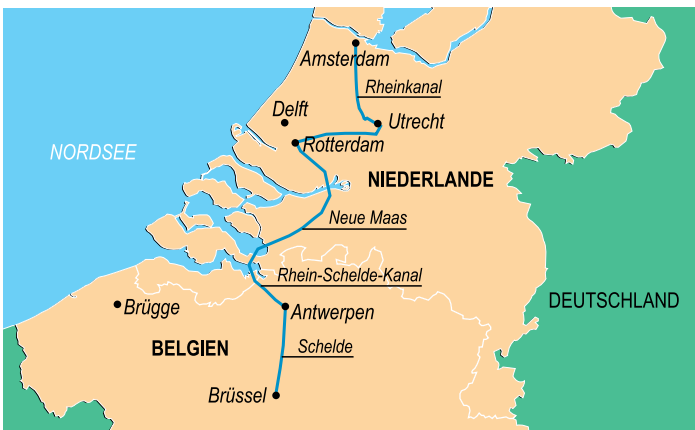 Amsterdam
Rheinkanal
Delft
Utrecht
Rotterdam
NORDSEE
NIEDERLANDE
Neue Maas
Rhein-Schelde-Kanal
DEUTSCHLAND
Brügge
Antwerpen
BELGIEN
Schelde
Brüssel